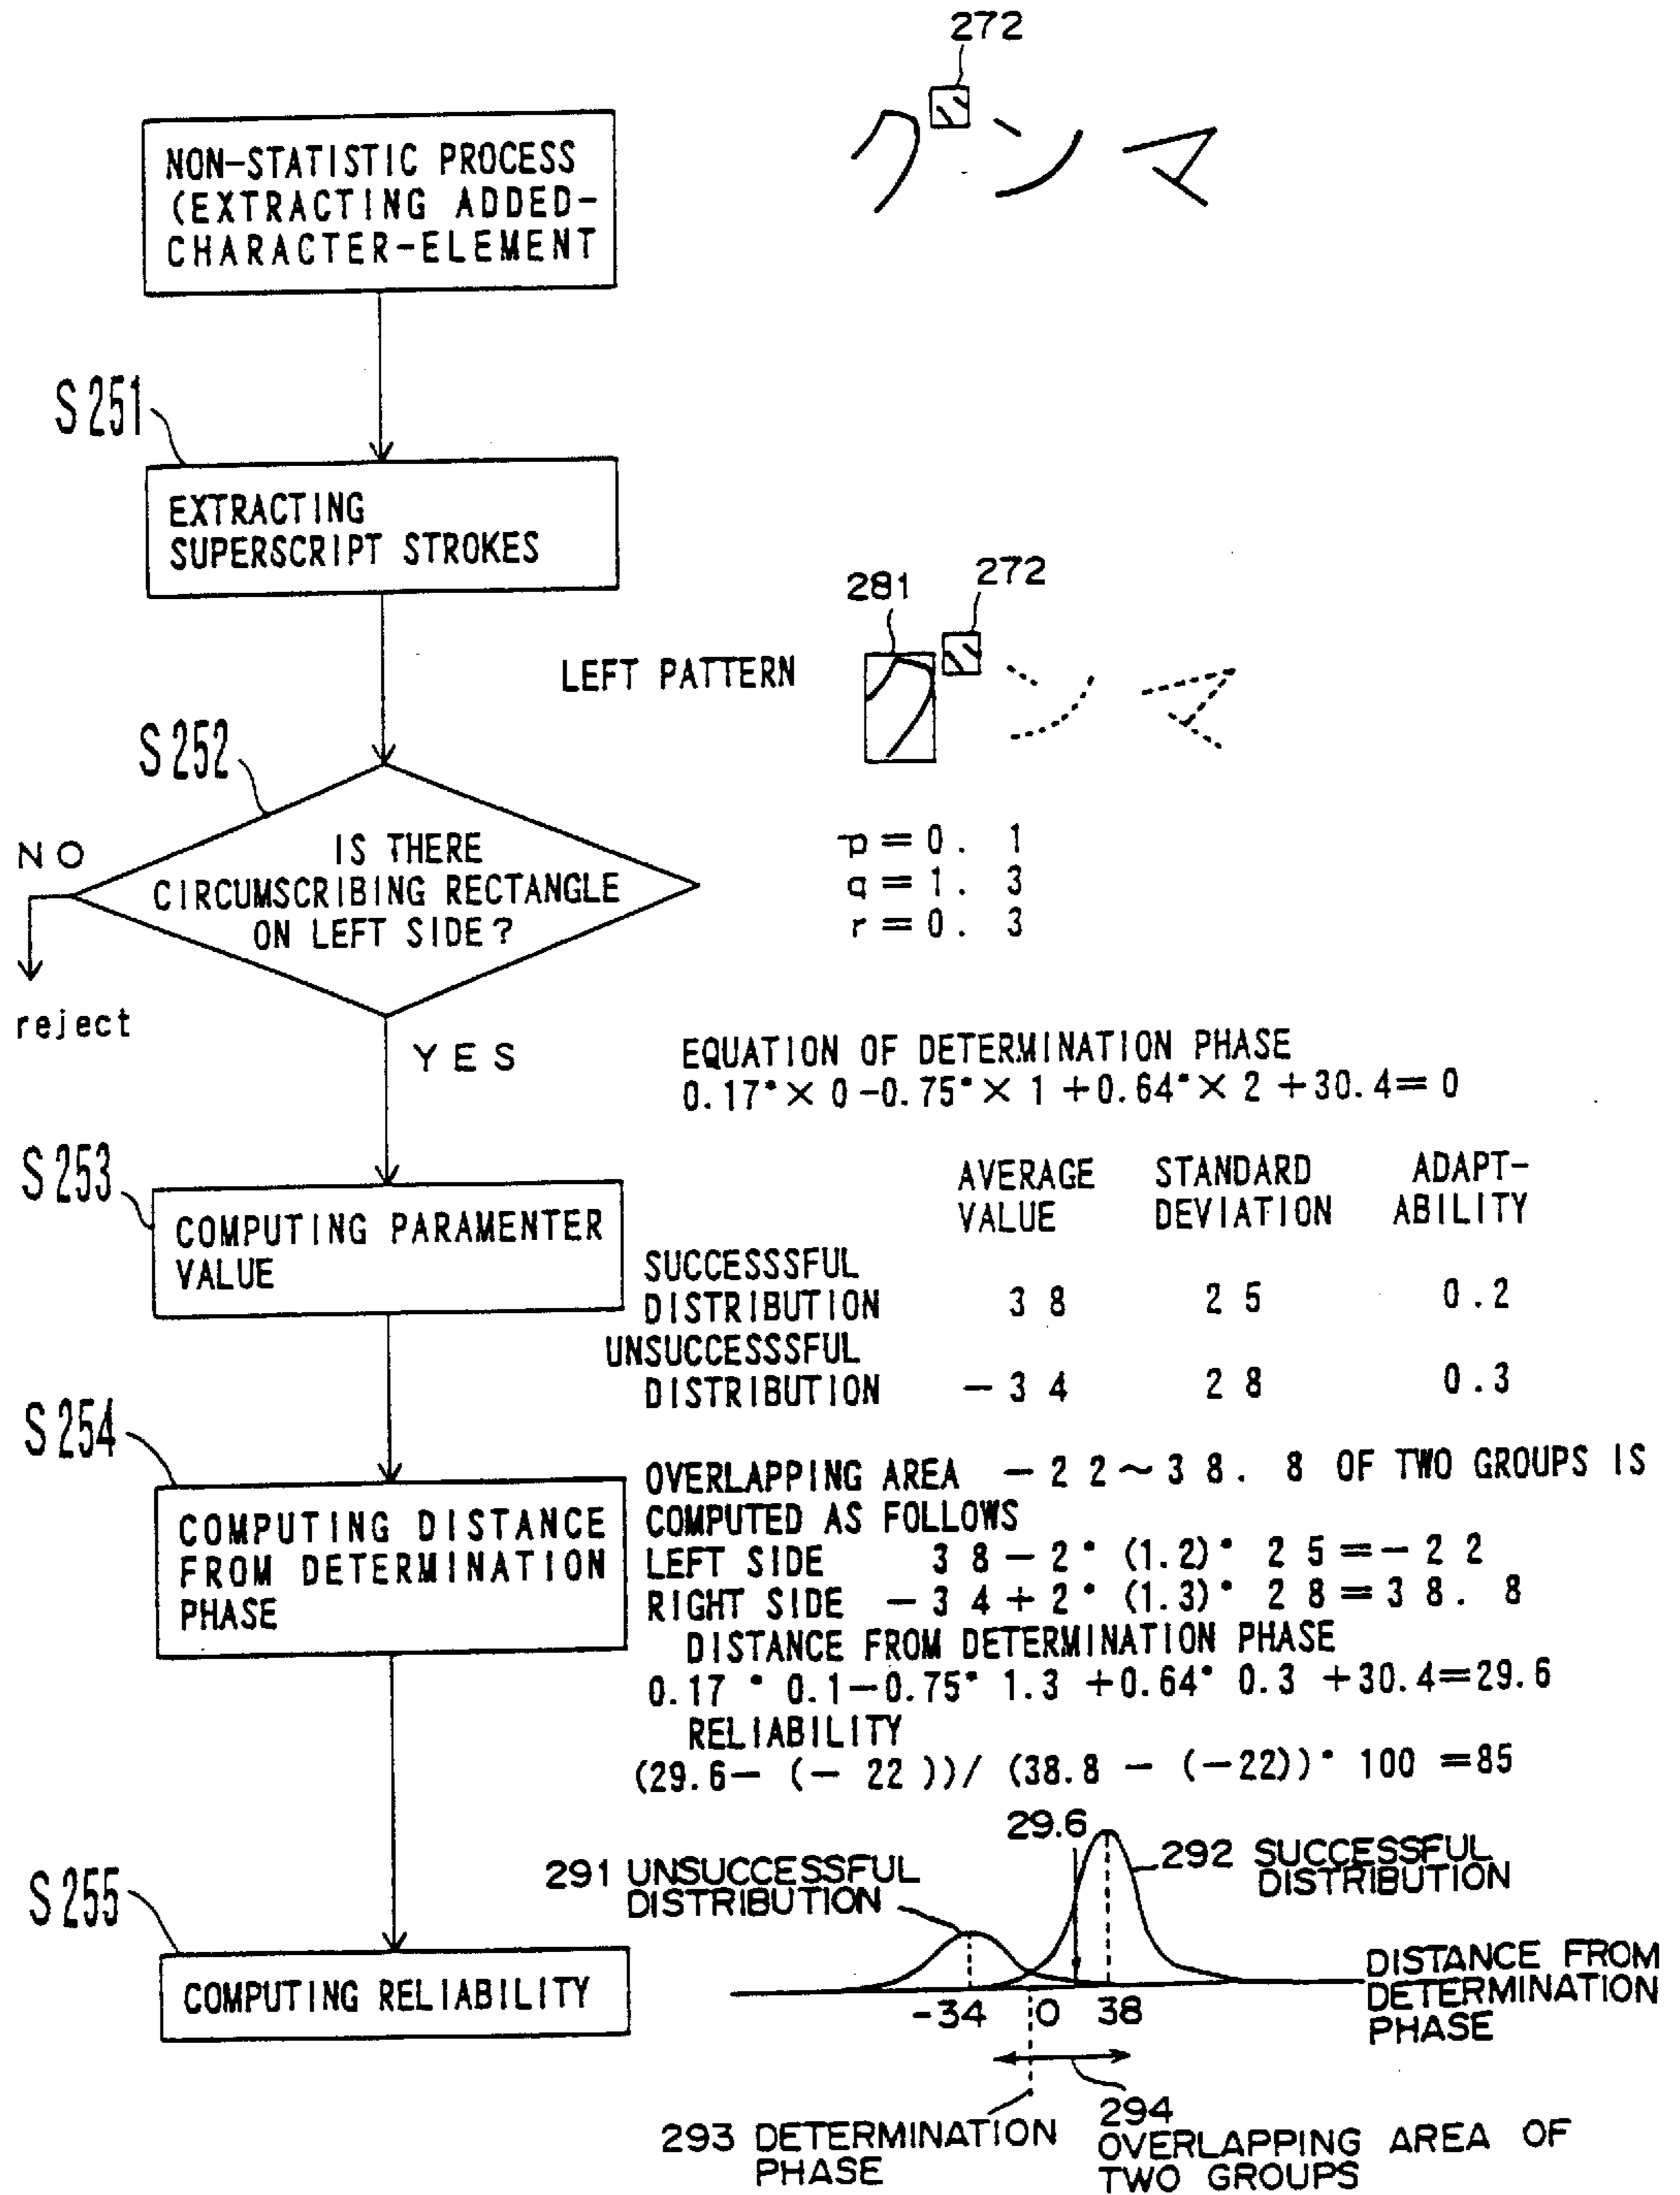 272
NON-STATISTIC PROCESS
(EXTRACTING ADDED-
CHARACTER-ELEMENT
クンマ
S251
EXTRACTING
SUPERSCRIPT STROKES
281
272
LEFT PATTERN
S252
ンマ
NO
IS THERE
CIRCUMSCRIBING RECTANGLE
ON LEFT SIDE?
p=0. 1
q=1. 3
r=0. 3
reject
YES
EQUATION OF DETERMINATION PHASE
0.17*× 0 -0.75*× 1 +0.64*× 2 +30.4= 0
S253
COMPUTING PARAMENTER
VALUE
AVERAGE VALUE STANDARD DEVIATION ADAPT-ABILITY
SUCCESSSFUL
DISTRIBUTION 38 25 0.2
UNSUCCESSSFUL
DISTRIBUTION -34 28 0.3
S254
COMPUTING DISTANCE
FROM DETERMINATION
PHASE
OVERLAPPING AREA -22~38. 8 OF TWO GROUPS IS
COMPUTED AS FOLLOWS
LEFT SIDE 38-2* (1.2)* 25=-22
RIGHT SIDE -34+2* (1.3)* 28=38. 8
DISTANCE FROM DETERMINATION PHASE
0.17 * 0.1-0.75* 1.3 +0.64* 0.3 +30.4=29.6
RELIABILITY
(29.6- (- 22 ))/ (38.8 - (-22))* 100 =85
S255
COMPUTING RELIABILITY
29.6
291 UNSUCCESSFUL
DISTRIBUTION
292 SUCCESSFUL
DISTRIBUTION
-34 0 38
DISTANCE FROM
DETERMINATION
PHASE
293 DETERMINATION
PHASE
294
OVERLAPPING AREA OF
TWO GROUPS